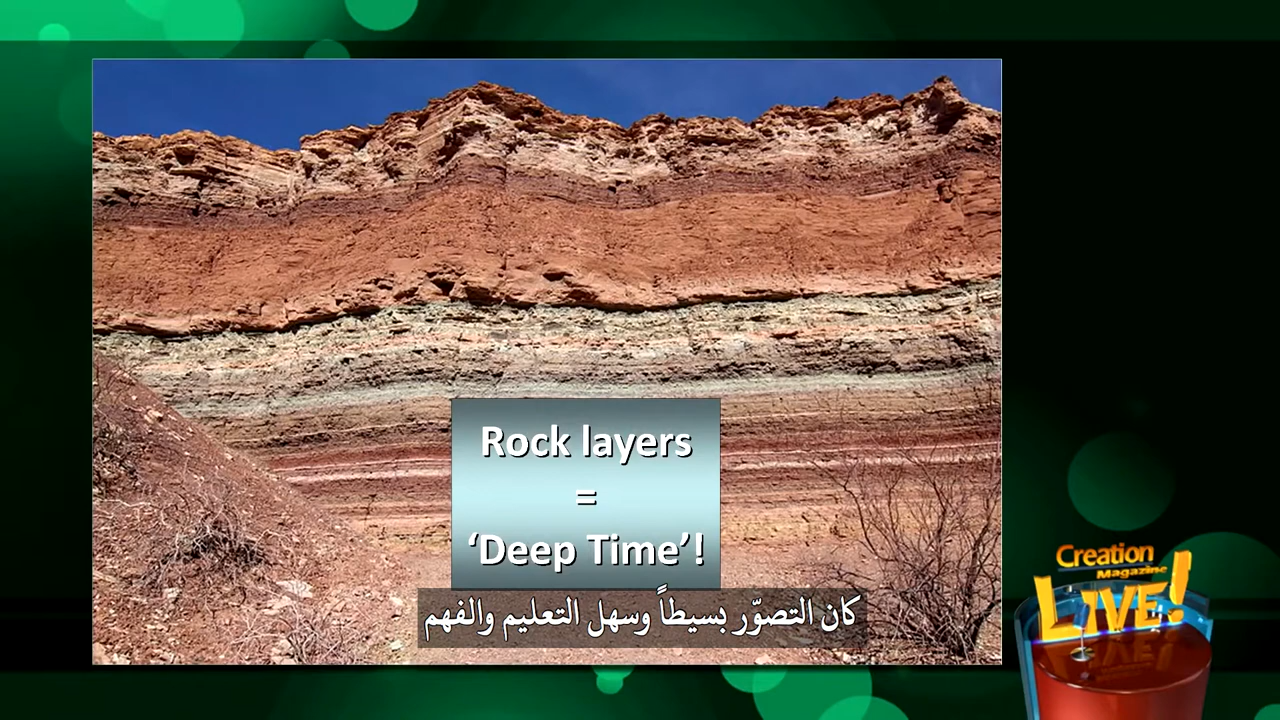 Rock layers
=
‘Deep Time’!
كان التصوّر بسيطاً وسهل التعليم والفهم
Creation
Magazine
LIVE!